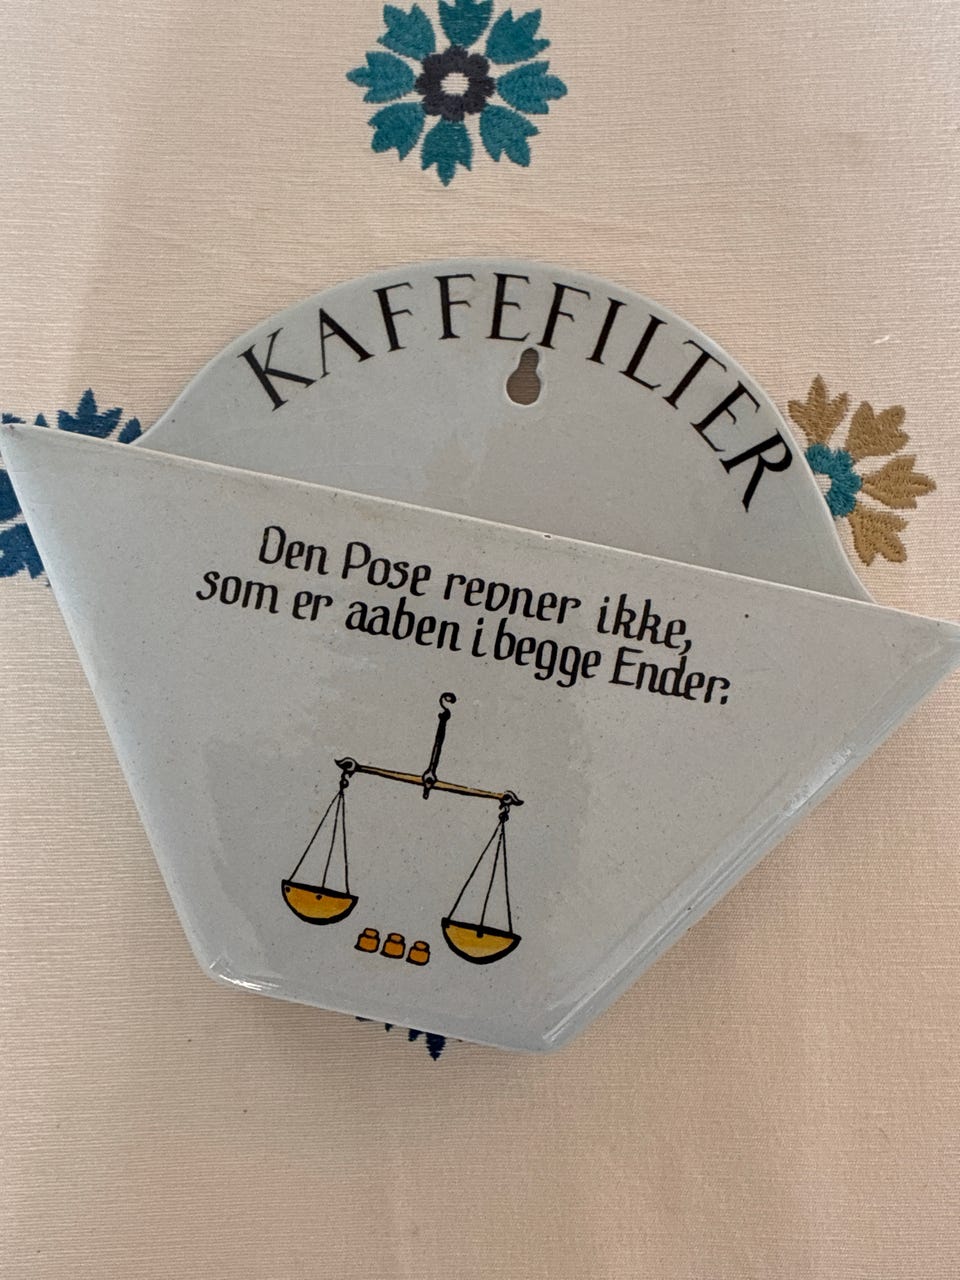 KAFFEFILTER
Den Pose revner ikke,
som er aaben i begge Ender.